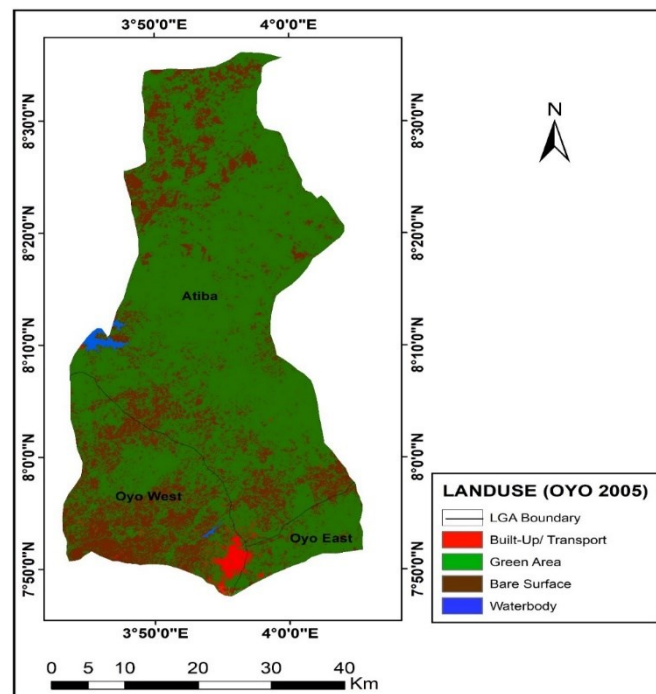 3°50'0"E 4°0'0"E
N
8°30'0"N 8°30'0"N
8°20'0"N 8°20'0"N
Atiba
8°10'0"N 8°10'0"N
8°0'0"N 8°0'0"N
Oyo West
Oyo East
7°50'0"N 7°50'0"N
LANDUSE (OYO 2005)
LGA Boundary
Built-Up/ Transport
Green Area
Bare Surface
Waterbody
3°50'0"E 4°0'0"E
0 5 10 20 30 40
Km